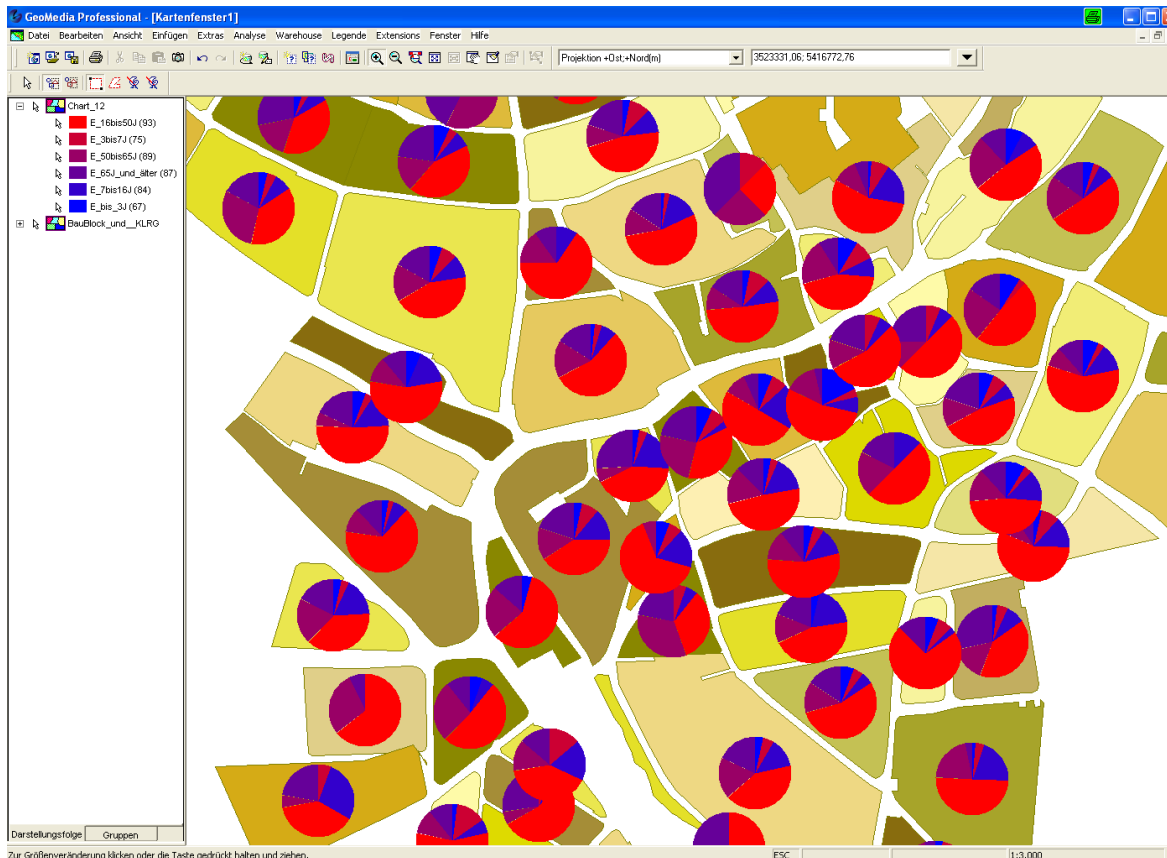 GeoMedia Professional - [Kartenfenster1]
Datei Bearbeiten Ansicht Einfügen Extras Analyse Warehouse Legende Extensions Fenster Hilfe
Projektion +Ost;+Nord(m) 3523331,06; 5416772,76
Chart_12
E_16bis50J (93)
E_3bis7J (75)
E_50bis65J (89)
E_65J_und_älter (87)
E_7bis16J (84)
E_bis_3J (67)
BauBlock_und__KLRG
Darstellungsfolge Gruppen
Zur Größenveränderung klicken oder die Taste gedrückt halten und ziehen. ESC 1:3.000